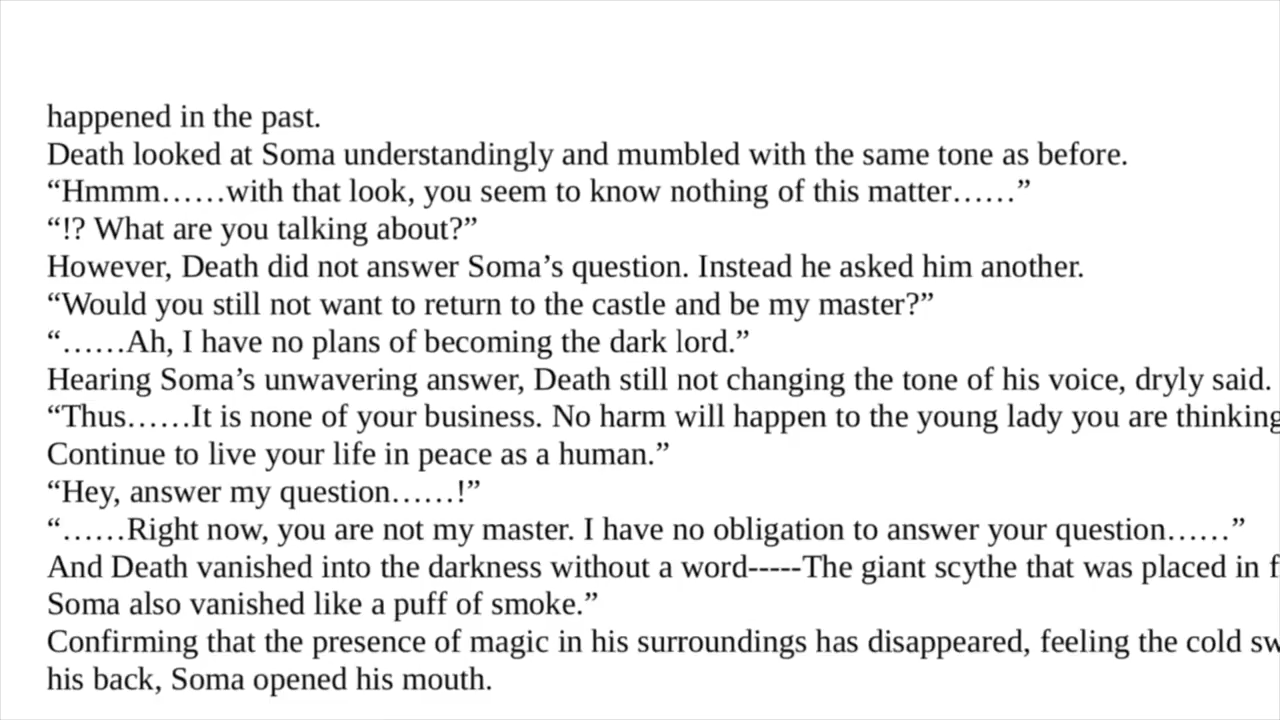 happened in the past.
Death looked at Soma understandingly and mumbled with the same tone as before.
“Hmmm……with that look, you seem to know nothing of this matter……”
“!? What are you talking about?”
However, Death did not answer Soma’s question. Instead he asked him another.
“Would you still not want to return to the castle and be my master?”
“……Ah, I have no plans of becoming the dark lord.”
Hearing Soma’s unwavering answer, Death still not changing the tone of his voice, dryly said.
“Thus……It is none of your business. No harm will happen to the young lady you are thinking
Continue to live your life in peace as a human.”
“Hey, answer my question……!”
“……Right now, you are not my master. I have no obligation to answer your question……”
And Death vanished into the darkness without a word-----The giant scythe that was placed in
Soma also vanished like a puff of smoke.”
Confirming that the presence of magic in his surroundings has disappeared, feeling the cold
his back, Soma opened his mouth.